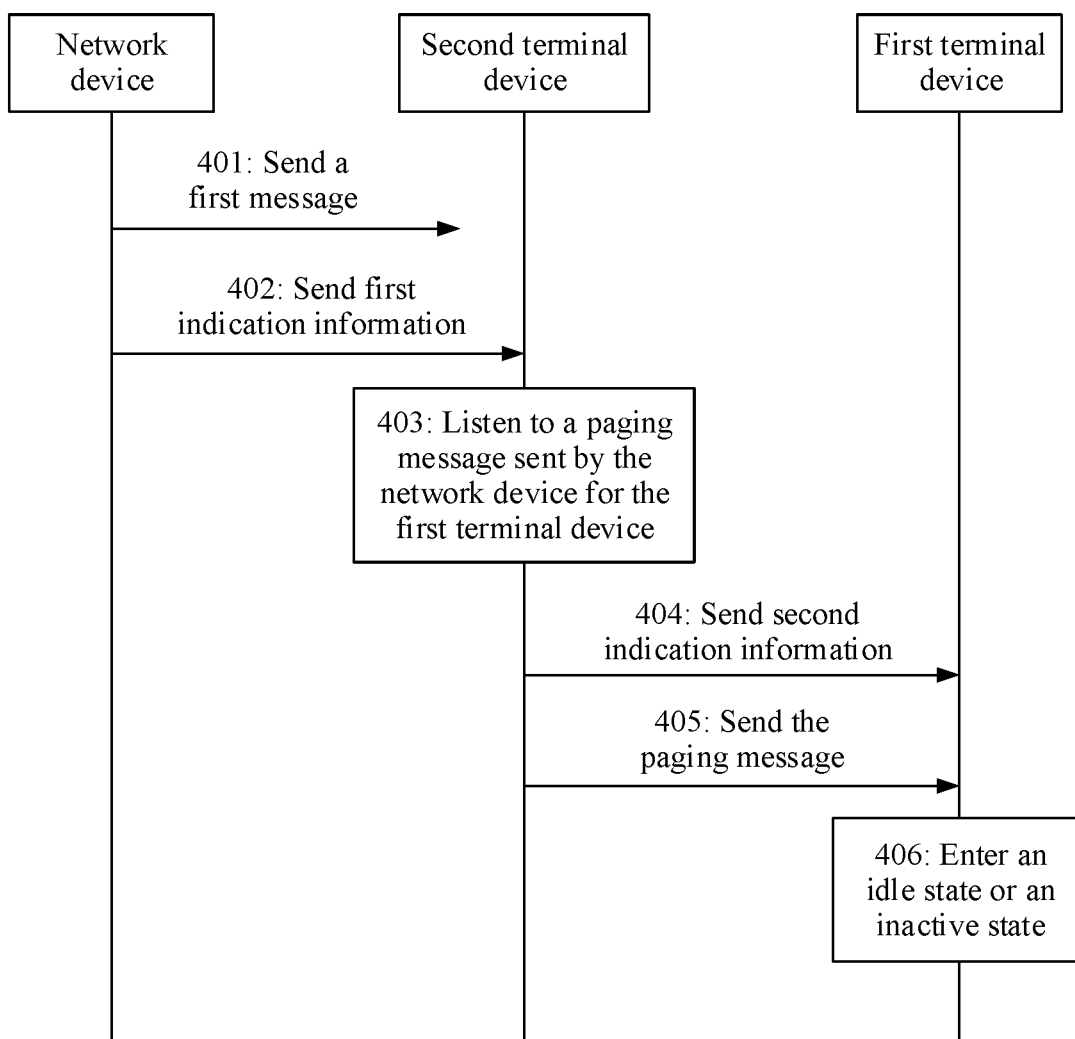 Network
device
Second terminal
device
First terminal
device
401: Send a
first message
402: Send first
indication information
403: Listen to a paging
message sent by the
network device for the
first terminal device
404: Send second
indication information
405: Send the
paging message
406: Enter an
idle state or an
inactive state